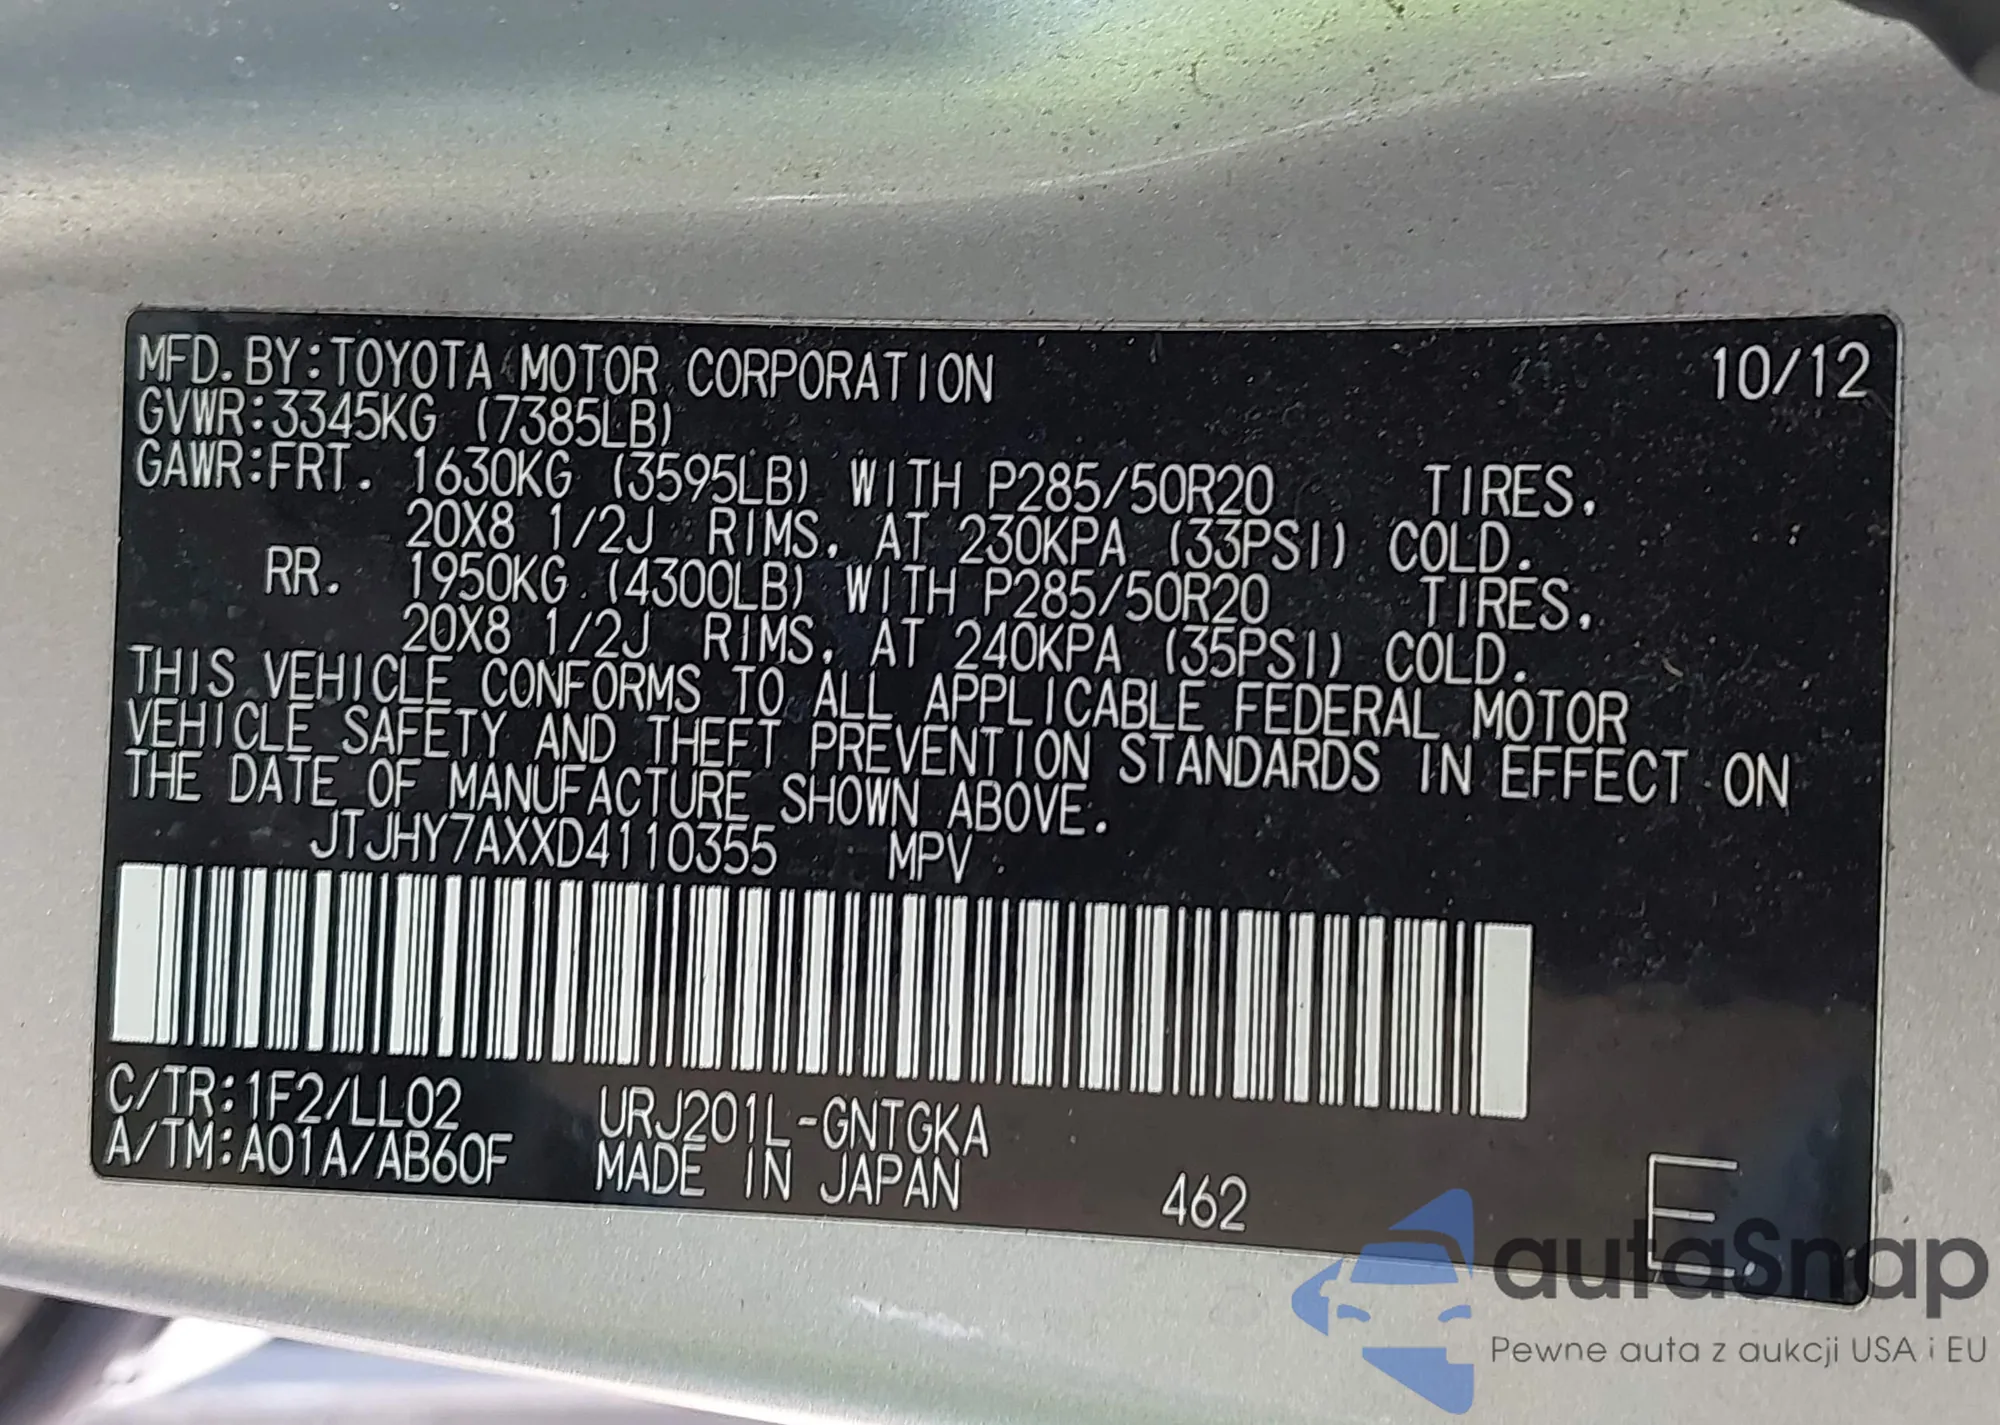 MFD. BY:TOYOTA MOTOR CORPORATION 10/12
GVWR:3345KG (7385LB)
GAWR:FRT. 1630KG (3595LB) WITH P285/50R20 TIRES.
20X8 1/2J RIMS, AT 230KPA (33PSI) COLD.
RR. 1950KG (4300LB) WITH P285/50R20 TIRES.
20X8 1/2J RIMS, AT 240KPA (35PSI) COLD.
THIS VEHICLE CONFORMS TO ALL APPLICABLE FEDERAL MOTOR
VEHICLE SAFETY AND THEFT PREVENTION STANDARDS IN EFFECT ON
THE DATE OF MANUFACTURE SHOWN ABOVE.
JTJHY7AXXD4110355 MPV
C/TR:1F2/LL02 URJ201L-GNTGKA
A/TM:A01A/AB60F MADE IN JAPAN 462
E
autaSnap
Pewne auta z aukcji USA i EU